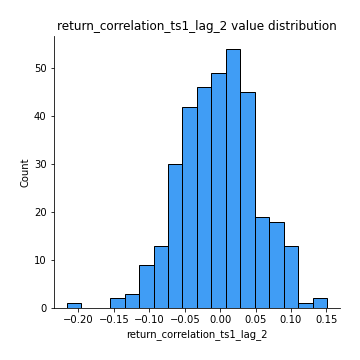 return_correlation_ts1_lag_2 value distribution
50
40
30
20
10
0
Count
−0.20 −0.15 −0.10 −0.05 0.00 0.05 0.10 0.15
return_correlation_ts1_lag_2